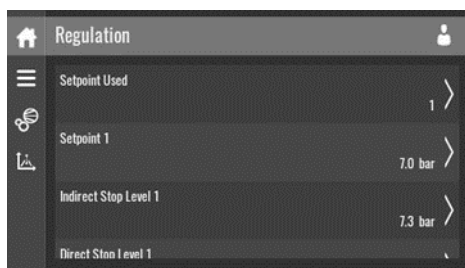 Regulation
Setpoint Used
1
Setpoint 1
7.0 bar
Indirect Stop Level 1
7.3 bar
Direct Stop Level 1